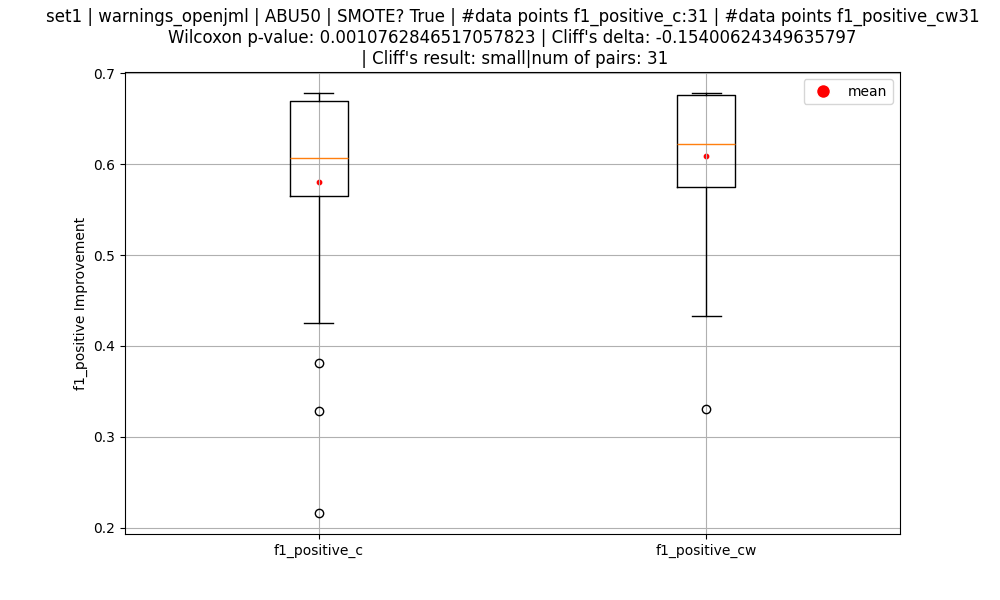 set1 | warnings_openjml | ABU50 | SMOTE? True | #data points f1_positive_c:31 | #data points f1_positive_cw31
Wilcoxon p-value: 0.0010762846517057823 | Cliff's delta: -0.15400624349635797
| Cliff's result: small|num of pairs: 31
mean
f1_positive Improvement
0.7
0.6
0.5
0.4
0.3
0.2
f1_positive_c
f1_positive_cw